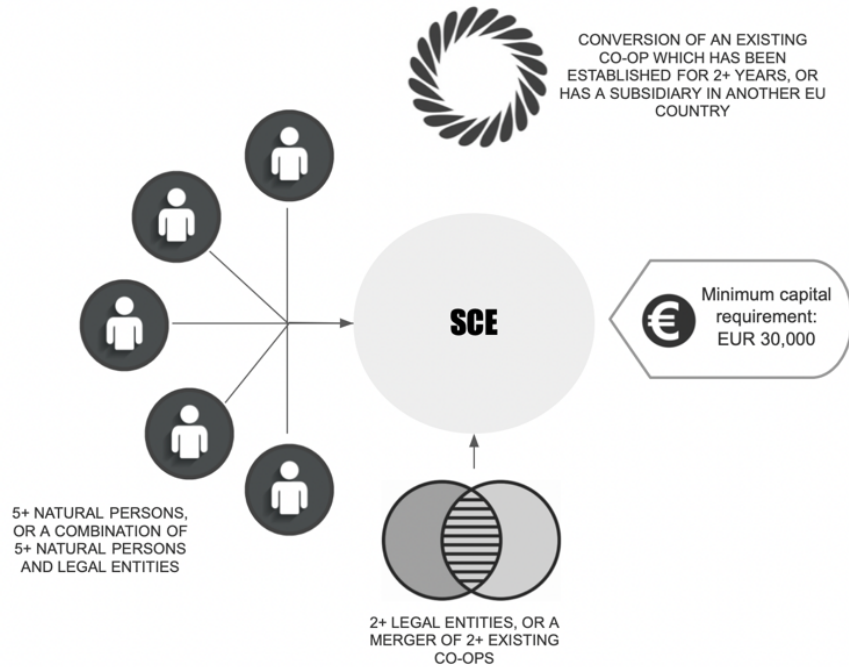 CONVERSION OF AN EXISTING
CO-OP WHICH HAS BEEN
ESTABLISHED FOR 2+ YEARS, OR
HAS A SUBSIDIARY IN ANOTHER EU
COUNTRY
SCE
€
Minimum capital
requirement:
EUR 30,000
5+ NATURAL PERSONS,
OR A COMBINATION OF
5+ NATURAL PERSONS
AND LEGAL ENTITIES
2+ LEGAL ENTITIES, OR A
MERGER OF 2+ EXISTING
CO-OPS